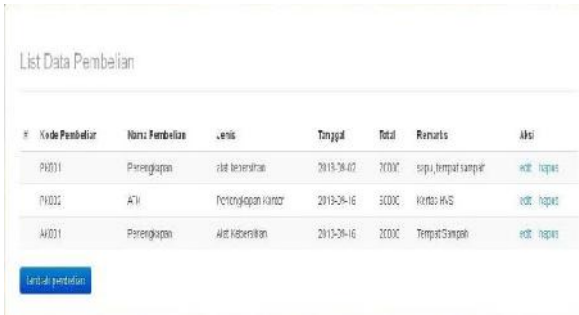 List Data Pembelian
# Kode Pembelian Nama Pembelian Jenis Tanggal Total Remarks Aksi
PK001 Perlengkapan alat kebersihan 2013-09-02 20000 sapu,tempat sampah edit hapus
PK002 ATK Perlengkapan Kantor 2013-09-16 Kertas HVS edit hapus
AK001 Perlengkapan Alat Kebersihan 2013-09-16 20000 Tempat Sampah edit hapus
tambah pembelian